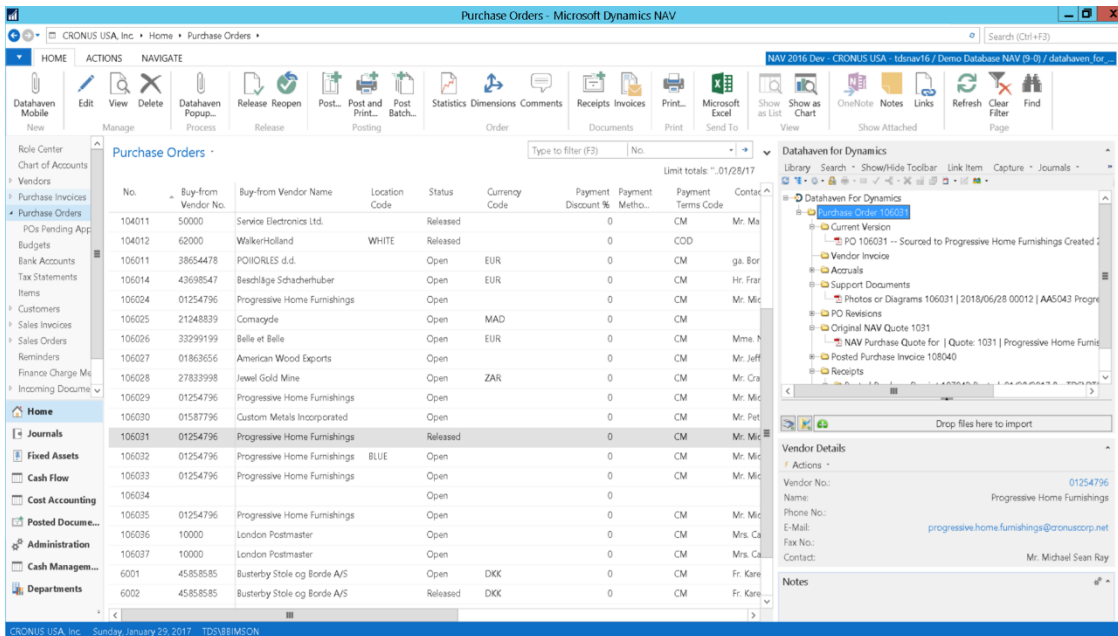 Purchase Orders - Microsoft Dynamics NAV
CRONUS USA, Inc. Home Purchase Orders
Search (Ctrl+F3)
HOME ACTIONS NAVIGATE
NAV 2016 Dev - CRONUS USA - tdsnav16 / Demo Database NAV (9-0) / datahaven_for_...
Datahaven Mobile
Edit
View
Delete
Datahaven Popup...
Release
Reopen
Post...
Post and Print...
Post Batch...
Statistics
Dimensions
Comments
Receipts
Invoices
Print...
Microsoft Excel
Show as List
Show as Chart
OneNote
Notes
Links
Refresh
Clear Filter
Find
New Manage Process Release Posting Order Documents Print Send To View Show Attached Page
Role Center
Chart of Accounts
Vendors
Purchase Invoices
Purchase Orders
POs Pending App
Budgets
Bank Accounts
Tax Statements
Items
Customers
Sales Invoices
Sales Orders
Reminders
Finance Charge Me
Incoming Docume
Home
Journals
Fixed Assets
Cash Flow
Cost Accounting
Posted Docume...
Administration
Cash Managem...
Departments
Purchase Orders
Type to filter (F3) No.
Limit totals: ''..01/28/17
No. Buy-from Vendor No. Buy-from Vendor Name Location Code Status Currency Code Payment Discount % Payment Metho... Payment Terms Code Contac
104011 50000 Service Electronics Ltd. Released 0 CM Mr. Ma
104012 62000 WalkerHolland WHITE Released 0 COD
106011 38654478 POIIORLES d.d. Open EUR 0 CM ga. Bor
106014 43698547 Beschläge Schacherhuber Open EUR 0 CM Hr. Fran
106024 01254796 Progressive Home Furnishings Open 0 CM Mr. Mic
106025 21248839 Comacycle Open MAD 0 CM
106026 33299199 Belle et Belle Open EUR 0 CM Mme. N
106027 01863656 American Wood Exports Open 0 CM Mr. Jeff
106028 27833998 Jewel Gold Mine Open ZAR 0 CM Mr. Cra
106029 01254796 Progressive Home Furnishings Open 0 CM Mr. Mic
106030 01587796 Custom Metals Incorporated Open 0 CM Mr. Pet
106031 01254796 Progressive Home Furnishings Released 0 CM Mr. Mic
106032 01254796 Progressive Home Furnishings BLUE Open 0 CM Mr. Mic
106033 01254796 Progressive Home Furnishings Open 0 CM Mr. Mic
106034 Open 0
106035 01254796 Progressive Home Furnishings Open 0 CM Mr. Mic
106036 10000 London Postmaster Open 0 CM Mrs. Ca
106037 10000 London Postmaster Open 0 CM Mrs. Ca
6001 45858585 Busterby Stole og Borde A/S Open DKK 0 CM Fr. Kare
6002 45858585 Busterby Stole og Borde A/S Released DKK 0 CM Fr. Kare
Datahaven for Dynamics
Library Search Show/Hide Toolbar Link Item Capture Journals
Datahaven For Dynamics
Purchase Order 106031
Current Version
PO 106031 -- Sourced to Progressive Home Furnishings Created 2
Vendor Invoice
Accruals
Support Documents
Photos or Diagrams 106031 | 2018/06/28 00012 | AA5043 Progre
PO Revisions
Original NAV Quote 1031
NAV Purchase Quote for | Quote: 1031 | Progressive Home Furnis
Posted Purchase Invoice 108040
Receipts
Drop files here to import
Vendor Details
Actions
Vendor No.: 01254796
Name: Progressive Home Furnishings
Phone No.:
E-Mail: progressive.home.furnishings@cronuscorp.net
Fax No.:
Contact: Mr. Michael Sean Ray
Notes
CRONUS USA, Inc. Sunday, January 29, 2017 TDS\BBIMSON